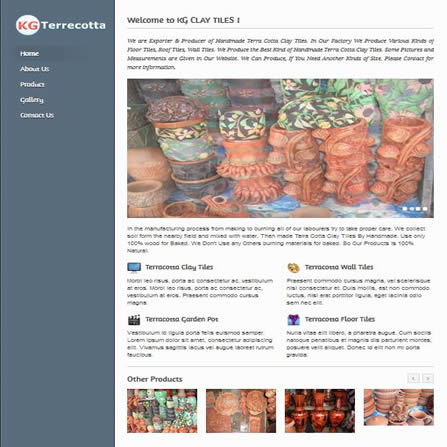 KG Terrecotta
Home
About Us
Product
Gallery
Contact Us
Welcome to KG CLAY TILES !
We are Exporter & Producer of Handmade Terra Cotta Clay Tiles. In Our Factory We Produce Various Kinds of
Floor Tiles, Roof Tiles, Wall Tiles. We Produce the Best Kind of Handmade Terra Cotta Clay Tiles. Some Pictures and
Measurements are Given in Our Website. We Can Produce, If You Need Another Kinds of Size. Please Contact for
more information.
In the manufacturing process from making to burning all of our labourers try to take proper care. We collect
soil form the nearby field and mixed with water. Then made Terra Cotta Clay Tiles By Handmade. Use only
100% wood for Baked. We Don't Use any Others burning materials for baked. So Our Products is 100%
Natural.
Terracotta Clay Tiles
Morbi leo risus, porta ac consectetur ac, vestibulum
at eros. Morbi leo risus, porta ac consectetur ac,
vestibulum at eros. Praesent commodo cursus
magna.
Terracotta Wall Tiles
Praesent commodo cursus magna, vel scelerisque
nisl consectetur et. Duis mollis, est non commodo
luctus, nisi erat porttitor ligula, eget lacinia odio
sem nec elit.
Terracotta Garden Pot
Vestibulum id ligula porta felis euismod semper.
Lorem ipsum dolor sit amet, consectetur adipiscing
elit. Vivamus sagittis lacus vel augue laoreet rutrum
faucibus.
Terracotta Floor Tiles
Nulla vitae elit libero, a pharetra augue. Cum sociis
natoque penatibus et magnis dis parturient montes,
posuere velit aliquet. Donec id elit non mi porta
gravida.
Other Products